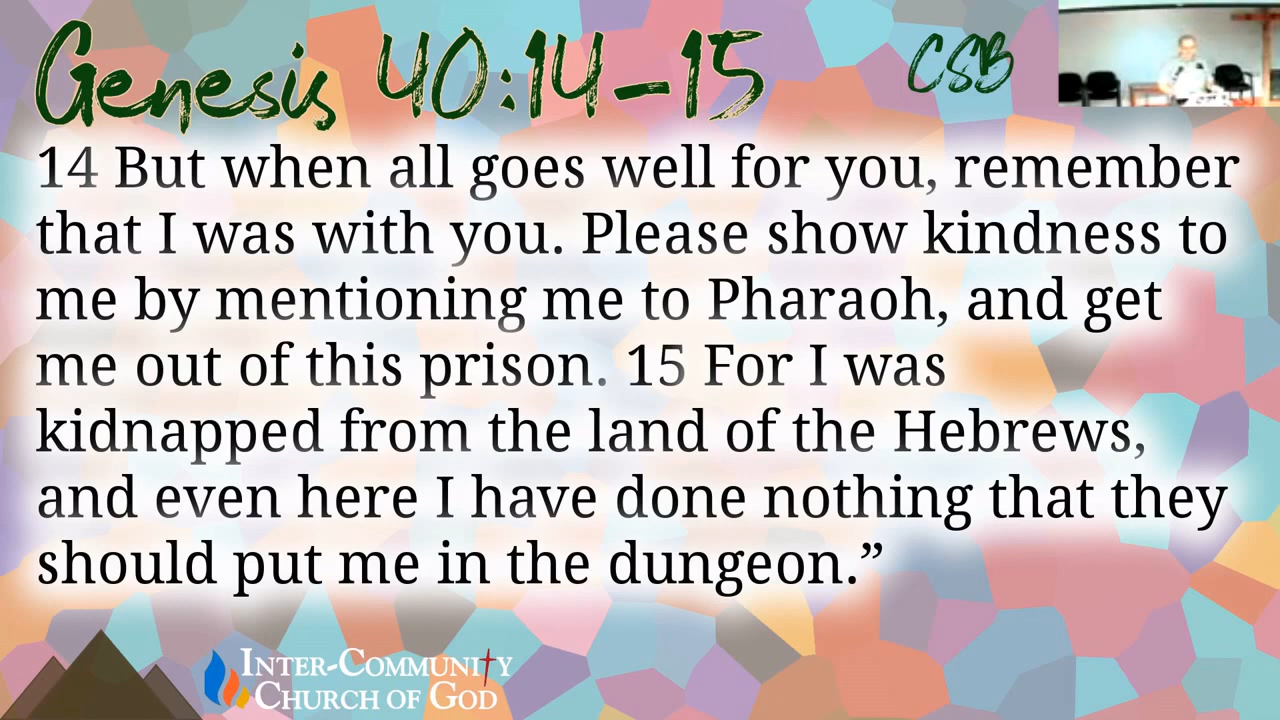 Genesis 40:14-15
CSB
14 But when all goes well for you, remember
that I was with you. Please show kindness to
me by mentioning me to Pharaoh, and get
me out of this prison. 15 For I was
kidnapped from the land of the Hebrews,
and even here I have done nothing that they
should put me in the dungeon.”
Inter-Community
Church of God